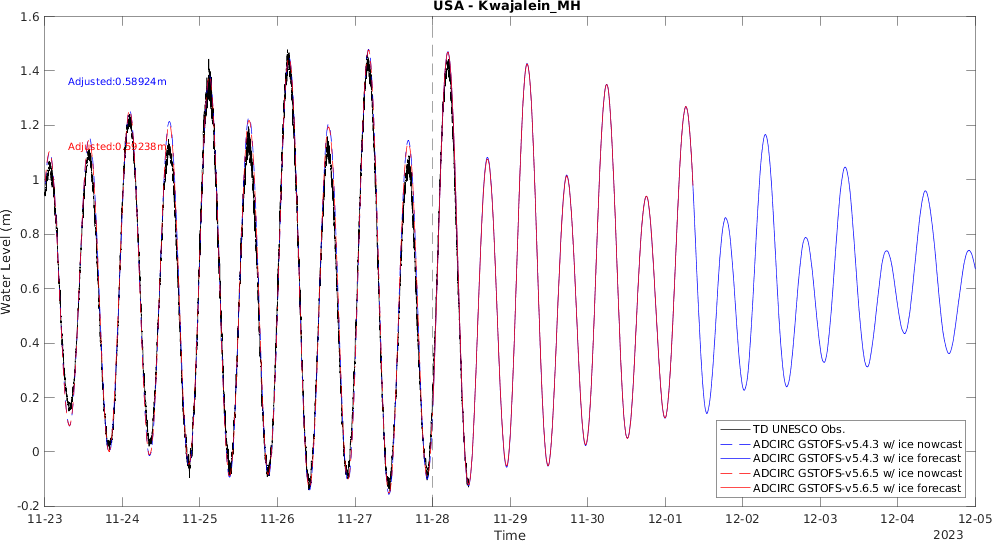 USA - Kwajalein_MH
1.6
1.4
1.2
1
0.8
0.6
0.4
0.2
0
-0.2
Water Level (m)
Adjusted:0.58924m
Adjusted:0.59238m
11-23
11-24
11-25
11-26
11-27
11-28
11-29
11-30
12-01
12-02
12-03
12-04
12-05
Time
2023
TD UNESCO Obs.
ADCIRC GSTOFS-v5.4.3 w/ ice nowcast
ADCIRC GSTOFS-v5.4.3 w/ ice forecast
ADCIRC GSTOFS-v5.6.5 w/ ice nowcast
ADCIRC GSTOFS-v5.6.5 w/ ice forecast